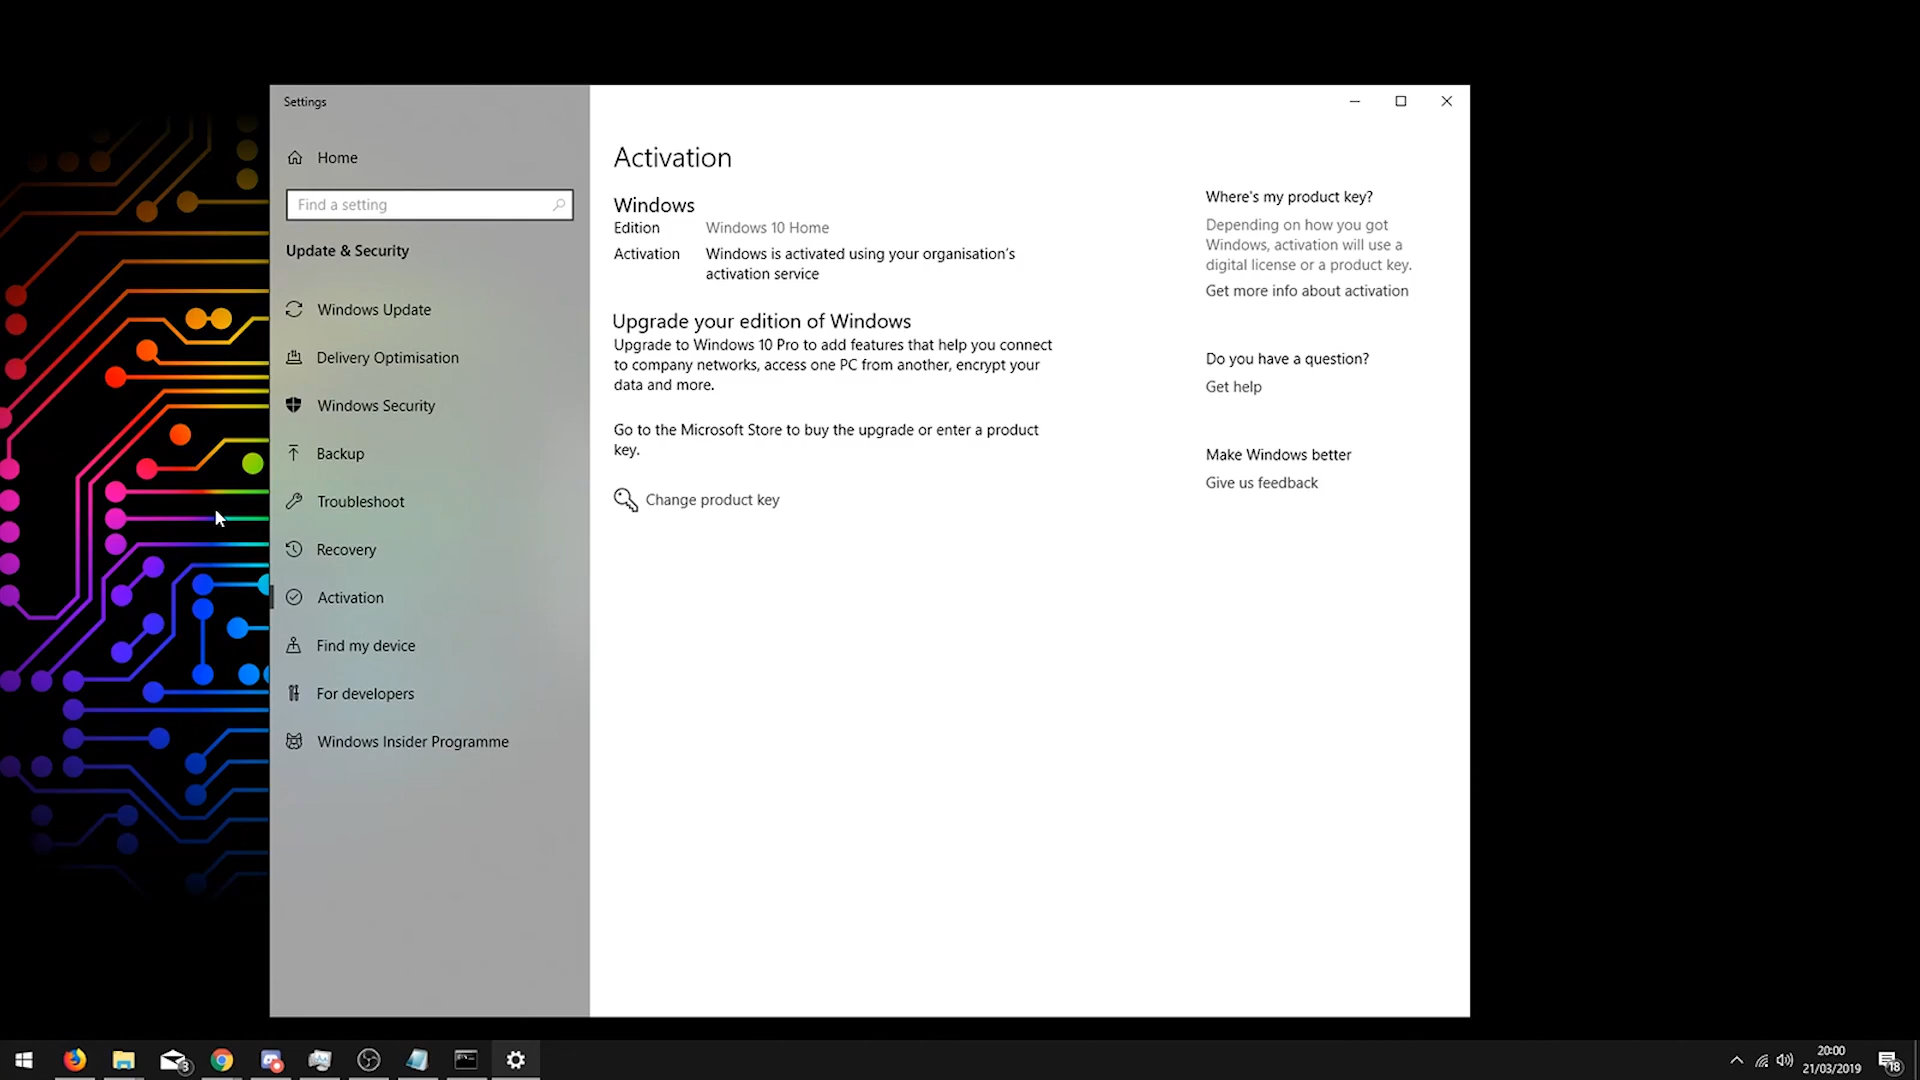 Settings
Home
Find a setting
Update & Security
Windows Update
Delivery Optimisation
Windows Security
Backup
Troubleshoot
Recovery
Activation
Find my device
For developers
Windows Insider Programme
Activation
Windows
Edition Windows 10 Home
Activation Windows is activated using your organisation's
activation service
Upgrade your edition of Windows
Upgrade to Windows 10 Pro to add features that help you connect
to company networks, access one PC from another, encrypt your
data and more.
Go to the Microsoft Store to buy the upgrade or enter a product
key.
Change product key
Where's my product key?
Depending on how you got
Windows, activation will use a
digital license or a product key.
Get more info about activation
Do you have a question?
Get help
Make Windows better
Give us feedback
3
20:00
21/03/2019
18